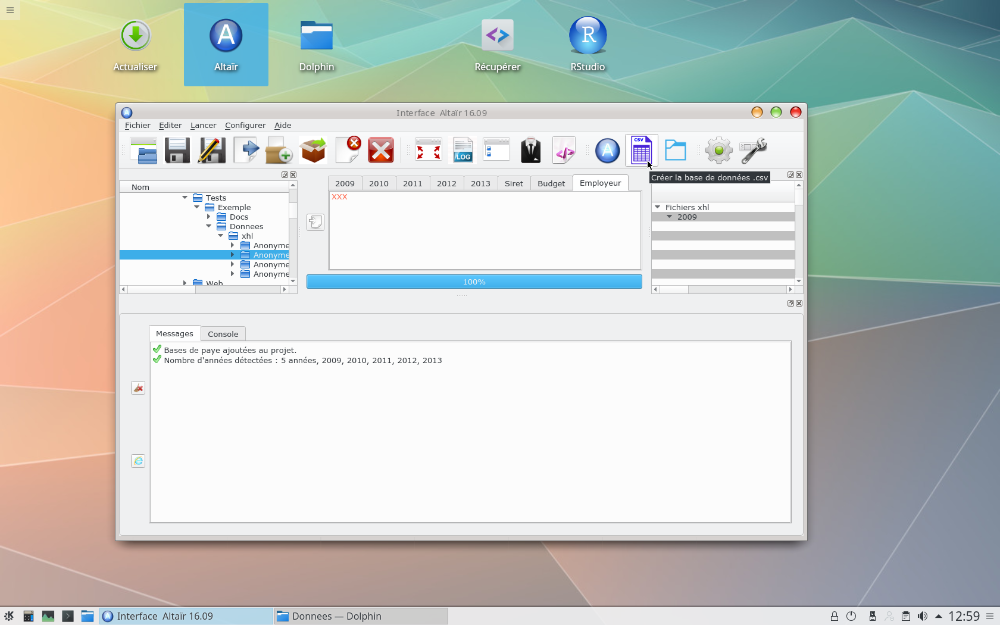 Actualiser
A
Altaïr
Dolphin
Récupérer
R
RStudio
A
Interface Altaïr 16.09
Fichier
Editer
Lancer
Configurer
Aide
LOG
A
CSV
Créer la base de données .csv
Nom
Tests
Exemple
Docs
Donnees
xhl
Anonyme
Anonyme
Anonyme
Anonyme
Web
2009
2010
2011
2012
2013
Siret
Budget
Employeur
XXX
100%
Fichiers xhl
2009
Messages
Console
Bases de paye ajoutées au projet.
Nombre d'années détectées : 5 années, 2009, 2010, 2011, 2012, 2013
A
Interface Altaïr 16.09
Donnees — Dolphin
12:59